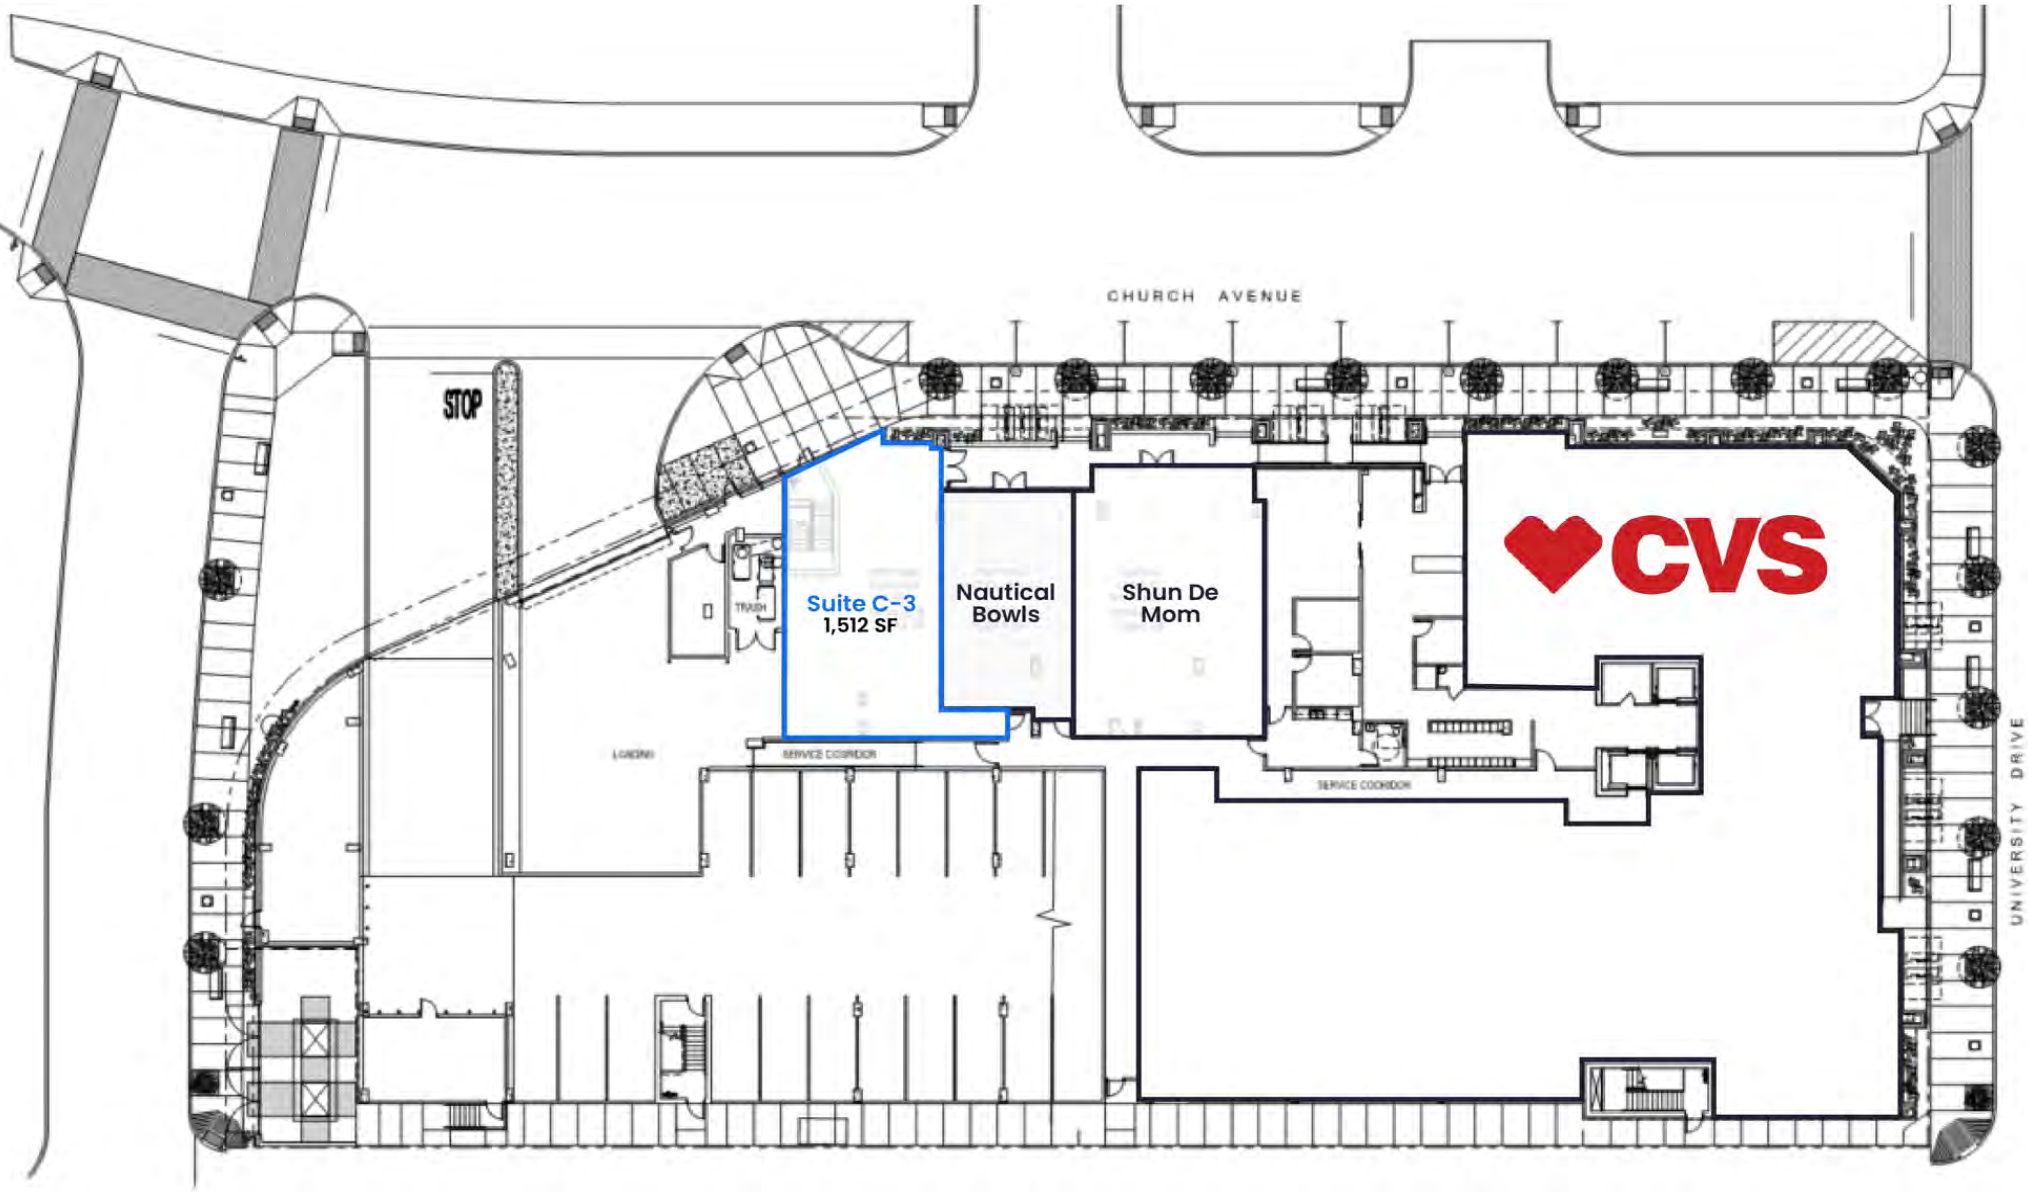 CHURCH AVENUE
STOP
CVS
Nautical
Bowls
Shun De
Mom
Suite C-3
1,512 SF
TRASH
LOADING
SERVICE CORRIDOR
SERVICE CORRIDOR
UNIVERSITY DRIVE